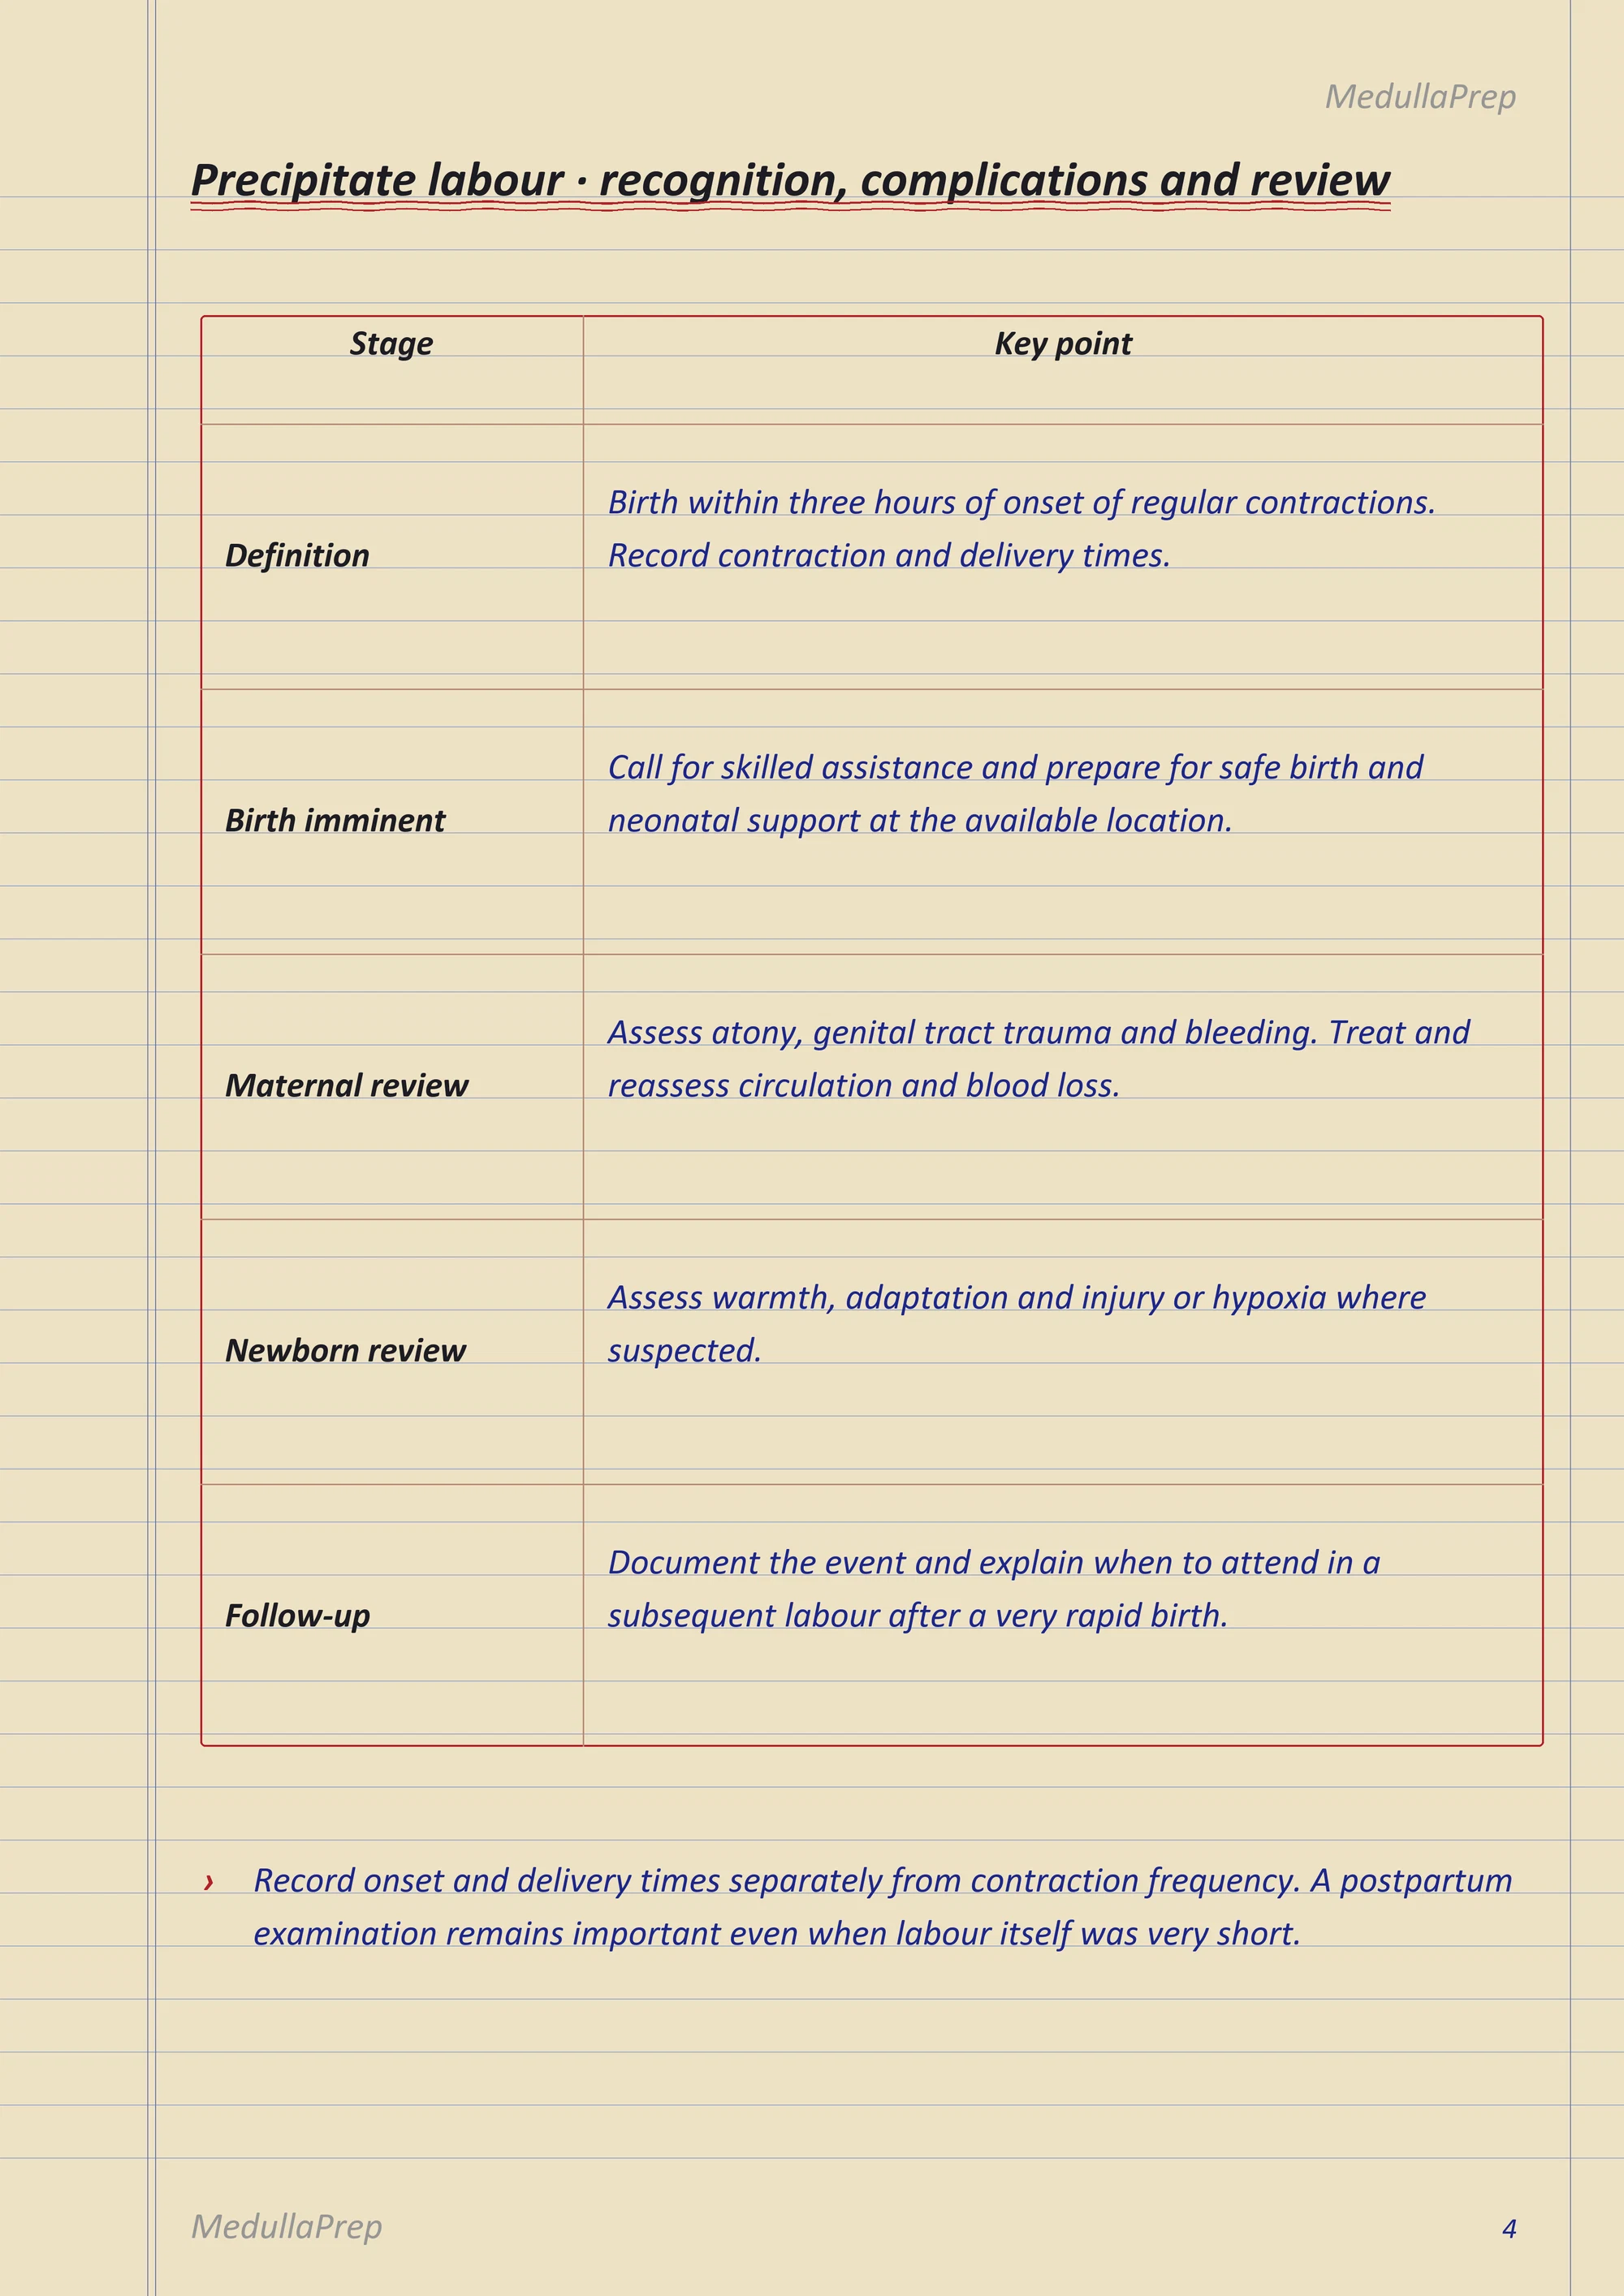 MedullaPrep
Precipitate labour · recognition, complications and review
Stage
Key point
Definition
Birth within three hours of onset of regular contractions.
Record contraction and delivery times.
Birth imminent
Call for skilled assistance and prepare for safe birth and
neonatal support at the available location.
Maternal review
Assess atony, genital tract trauma and bleeding. Treat and
reassess circulation and blood loss.
Newborn review
Assess warmth, adaptation and injury or hypoxia where
suspected.
Follow-up
Document the event and explain when to attend in a
subsequent labour after a very rapid birth.
› Record onset and delivery times separately from contraction frequency. A postpartum
examination remains important even when labour itself was very short.
MedullaPrep
4